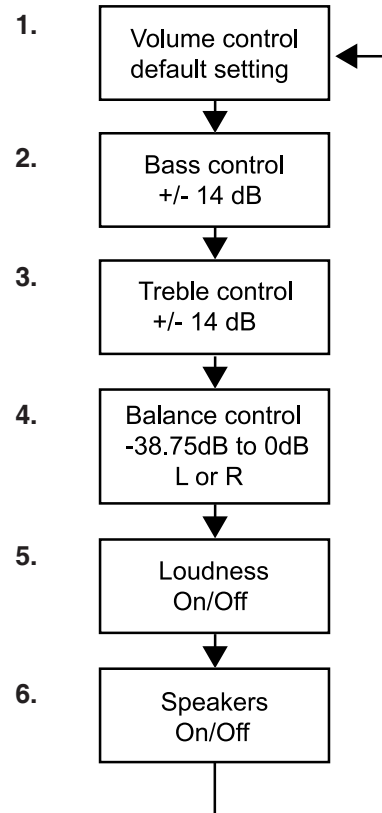 1.
Volume control
default setting
2.
Bass control
+/- 14 dB
3.
Treble control
+/- 14 dB
4.
Balance control
-38.75dB to 0dB
L or R
5.
Loudness
On/Off
6.
Speakers
On/Off